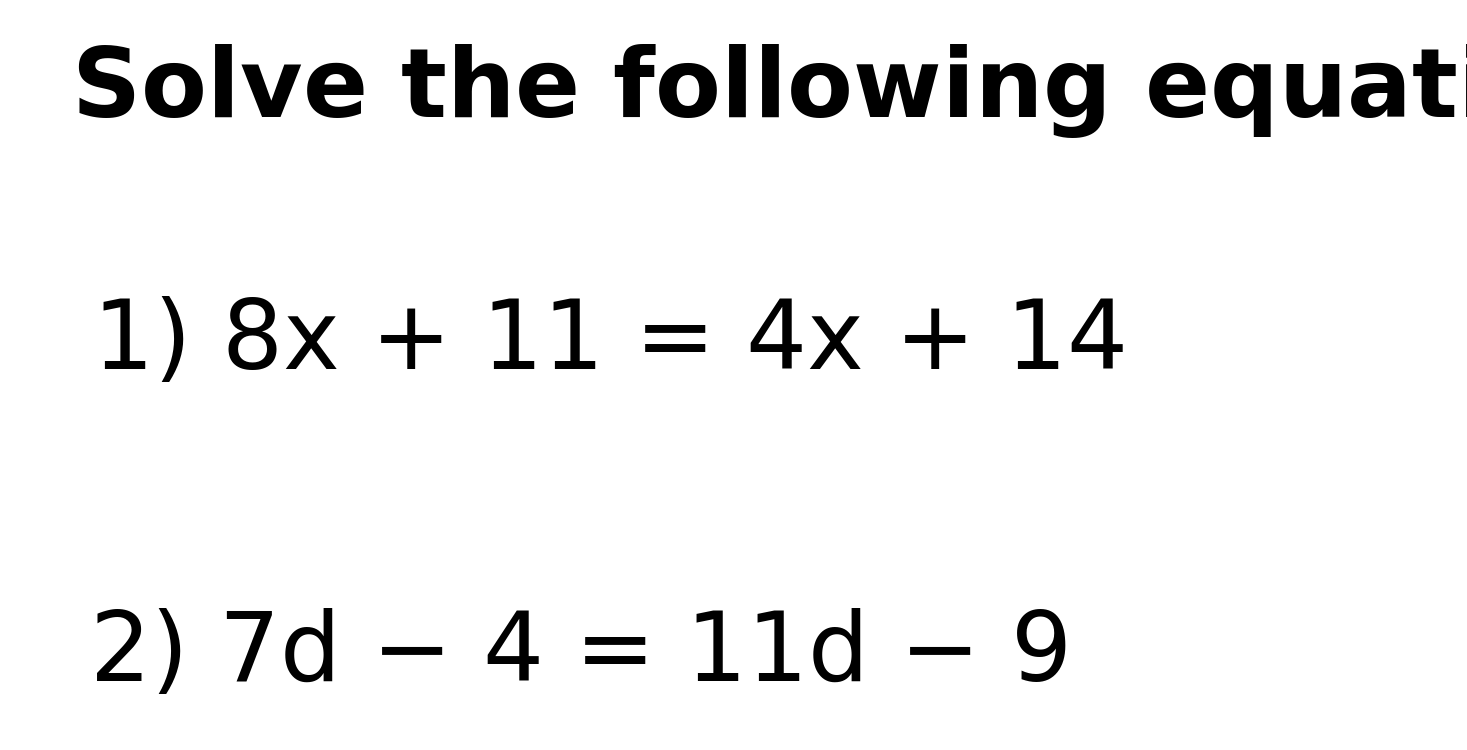 Solve the following equati
1) 8x + 11 = 4x + 14
2) 7d − 4 = 11d − 9